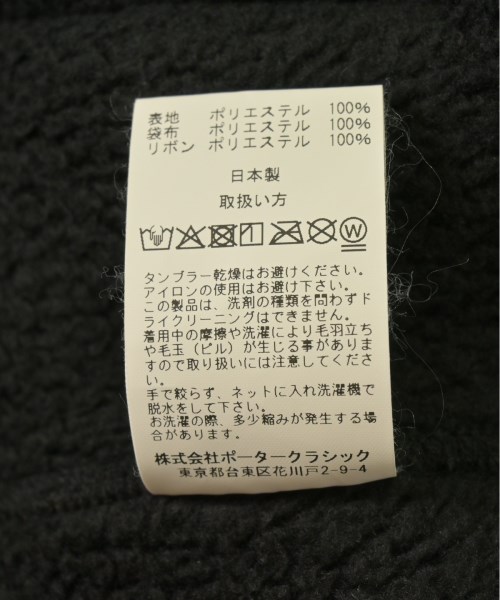 表地 ポリエステル 100%
袋布 ポリエステル 100%
リボン ポリエステル 100%
日本製
取扱い方
W
タンブラー乾燥はお避けください。
アイロンの使用はお避け下さい。
この製品は、洗剤の種類を問わずド
ライクリーニングはできません。
着用中の摩擦や洗濯により毛羽立ち
や毛玉（ピル）が生じる事がありま
すので取り扱いには注意してくださ
い。
手で絞らず、ネットに入れ洗濯機で
脱水をして下さい。
お洗濯の際、多少縮みが発生する場
合があります。
株式会社ポータークラシック
東京都台東区花川戸2-9-4